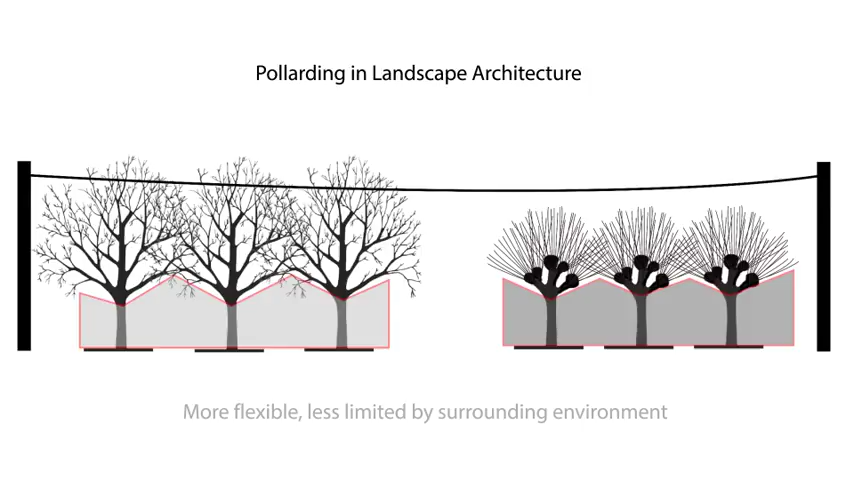 Pollarding in Landscape Architecture
More flexible, less limited by surrounding environment